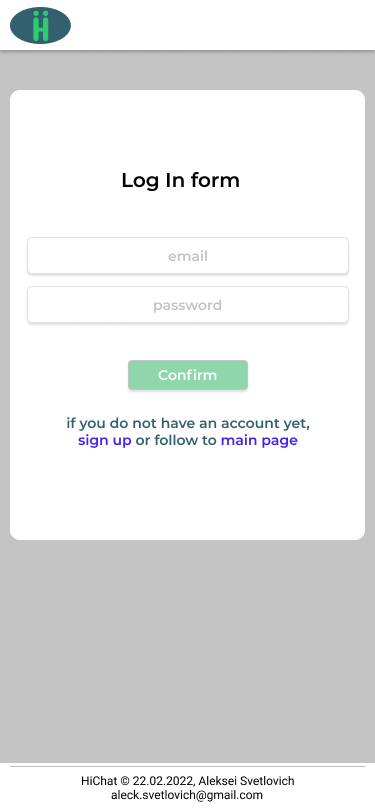 Log In form
email
password
Confirm
if you do not have an account yet,
sign up or follow to main page
HiChat © 22.02.2022, Aleksei Svetlovich
aleck.svetlovich@gmail.com